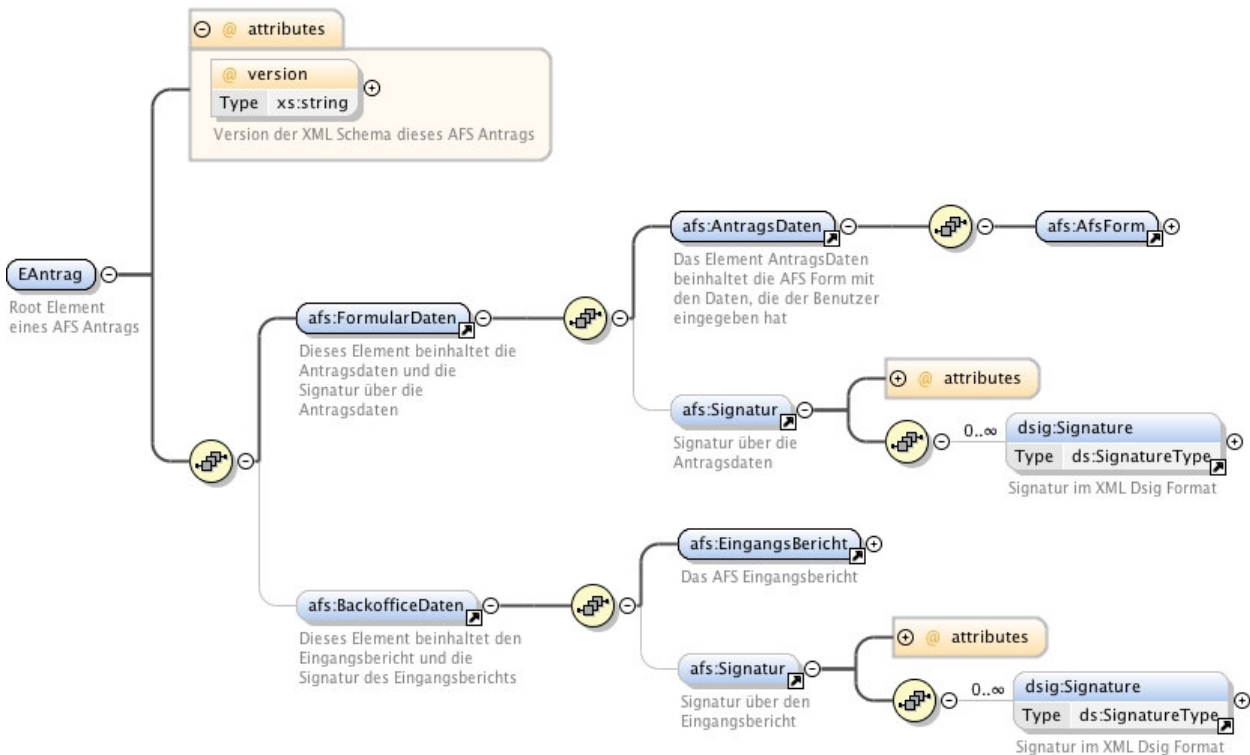 @ attributes
@ version
Type xs:string
Version der XML Schema dieses AFS Antrags
EAntrag
Root Element
eines AFS Antrags
afs:FormularDaten
Dieses Element beinhaltet die
Antragsdaten und die
Signatur über die
Antragsdaten
afs:AntragsDaten
Das Element AntragsDaten
beinhaltet die AFS Form mit
den Daten, die der Benutzer
eingegeben hat
afs:AfsForm
afs:Signatur
Signatur über die
Antragsdaten
@ attributes
0..∞
dsig:Signature
Type ds:SignatureType
Signatur im XML Dsig Format
afs:BackofficeDaten
Dieses Element beinhaltet den
Eingangsbericht und die
Signatur des Eingangsberichts
afs:EingangsBericht
Das AFS Eingangsbericht
afs:Signatur
Signatur über den
Eingangsbericht
@ attributes
0..∞
dsig:Signature
Type ds:SignatureType
Signatur im XML Dsig Format